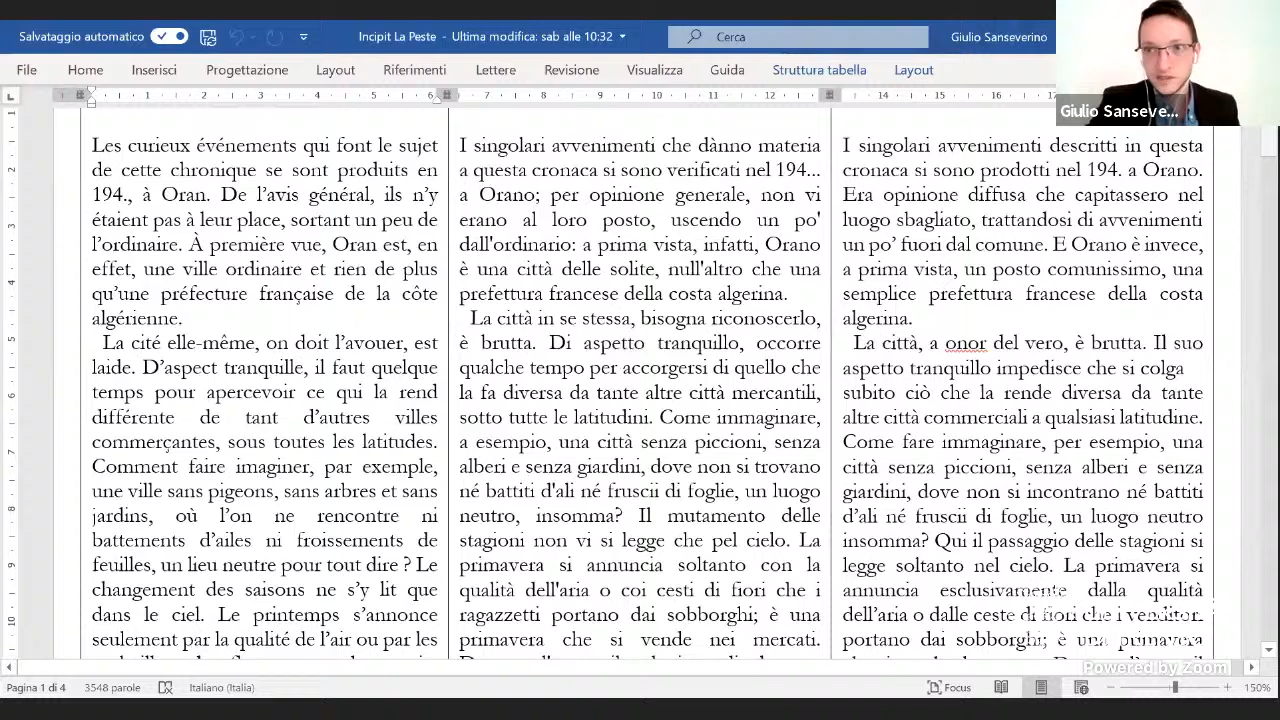 Salvataggio automatico
Incipit La Peste - Ultima modifica: sab alle 10:32
Cerca
Giulio Sanseverino
File Home Inserisci Progettazione Layout Riferimenti Lettere Revisione Visualizza Guida Struttura tabella Layout
Giulio Sanseve...
1 2 3 4 5 6 7 8 9 10 11 12 14 15 16
Les curieux événements qui font le sujet
de cette chronique se sont produits en
194., à Oran. De l’avis général, ils n’y
étaient pas à leur place, sortant un peu de
l’ordinaire. À première vue, Oran est, en
effet, une ville ordinaire et rien de plus
qu’une préfecture française de la côte
algérienne.
La cité elle-même, on doit l’avouer, est
laide. D’aspect tranquille, il faut quelque
temps pour apercevoir ce qui la rend
différente de tant d’autres villes
commerçantes, sous toutes les latitudes.
Comment faire imaginer, par exemple,
une ville sans pigeons, sans arbres et sans
jardins, où l’on ne rencontre ni
battements d’ailes ni froissements de
feuilles, un lieu neutre pour tout dire ? Le
changement des saisons ne s’y lit que
dans le ciel. Le printemps s’annonce
seulement par la qualité de l’air ou par les
I singolari avvenimenti che dànno materia
a questa cronaca si sono verificati nel 194...
a Orano; per opinione generale, non vi
erano al loro posto, uscendo un po'
dall'ordinario: a prima vista, infatti, Orano
è una città delle solite, null'altro che una
prefettura francese della costa algerina.
La città in se stessa, bisogna riconoscerlo,
è brutta. Di aspetto tranquillo, occorre
qualche tempo per accorgersi di quello che
la fa diversa da tante altre città mercantili,
sotto tutte le latitudini. Come immaginare,
a esempio, una città senza piccioni, senza
alberi e senza giardini, dove non si trovano
né battiti d'ali né fruscii di foglie, un luogo
neutro, insomma? Il mutamento delle
stagioni non vi si legge che pel cielo. La
primavera si annuncia soltanto con la
qualità dell'aria o coi cesti di fiori che i
ragazzetti portano dai sobborghi; è una
primavera che si vende nei mercati.
I singolari avvenimenti descritti in questa
cronaca si sono prodotti nel 194. a Orano.
Era opinione diffusa che capitassero nel
luogo sbagliato, trattandosi di avvenimenti
un po’ fuori dal comune. E Orano è invece,
a prima vista, un posto comunissimo, una
semplice prefettura francese della costa
algerina.
La città, a onor del vero, è brutta. Il suo
aspetto tranquillo impedisce che si colga
subito ciò che la rende diversa da tante
altre città commerciali a qualsiasi latitudine.
Come fare immaginare, per esempio, una
città senza piccioni, senza alberi e senza
giardini, dove non si incontrano né battiti
d’ali né fruscii di foglie, un luogo neutro
insomma? Qui il passaggio delle stagioni si
legge soltanto nel cielo. La primavera si
annuncia esclusivamente dalla qualità
dell’aria o dalle ceste di fiori che i venditori
portano dai sobborghi; è una primavera
Powered by Zoom
Pagina 1 di 4 3548 parole Italiano (Italia) Focus 150%